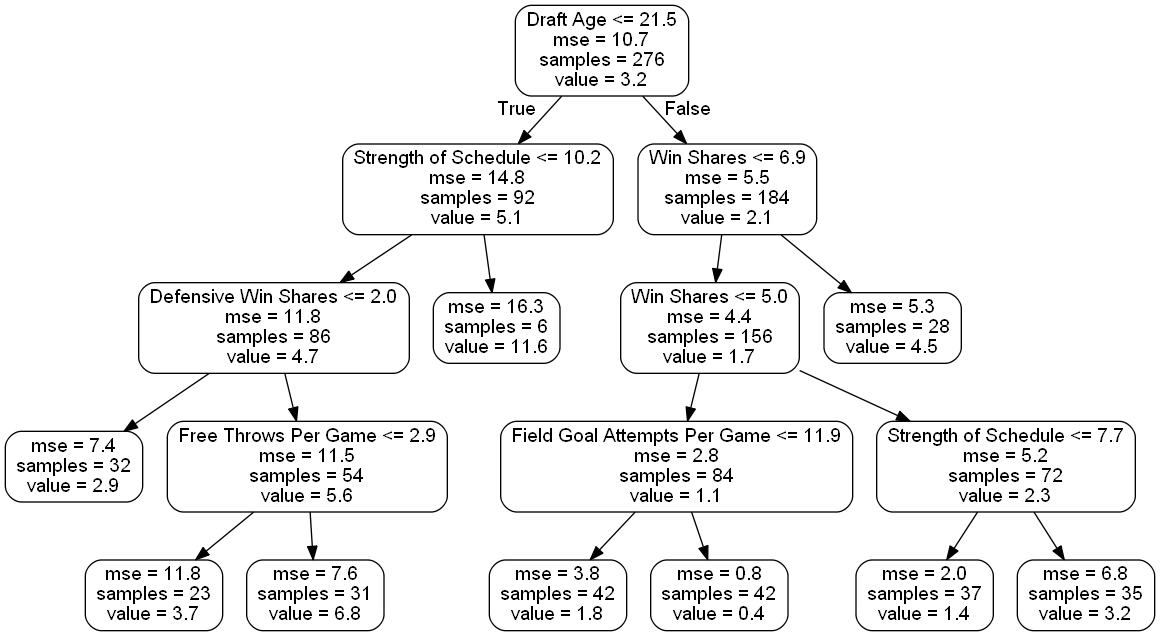 Draft Age <= 21.5
mse = 10.7
samples = 276
value = 3.2
True
False
Strength of Schedule <= 10.2
mse = 14.8
samples = 92
value = 5.1
Win Shares <= 6.9
mse = 5.5
samples = 184
value = 2.1
Defensive Win Shares <= 2.0
mse = 11.8
samples = 86
value = 4.7
mse = 16.3
samples = 6
value = 11.6
Win Shares <= 5.0
mse = 4.4
samples = 156
value = 1.7
mse = 5.3
samples = 28
value = 4.5
mse = 7.4
samples = 32
value = 2.9
Free Throws Per Game <= 2.9
mse = 11.5
samples = 54
value = 5.6
Field Goal Attempts Per Game <= 11.9
mse = 2.8
samples = 84
value = 1.1
Strength of Schedule <= 7.7
mse = 5.2
samples = 72
value = 2.3
mse = 11.8
samples = 23
value = 3.7
mse = 7.6
samples = 31
value = 6.8
mse = 3.8
samples = 42
value = 1.8
mse = 0.8
samples = 42
value = 0.4
mse = 2.0
samples = 37
value = 1.4
mse = 6.8
samples = 35
value = 3.2